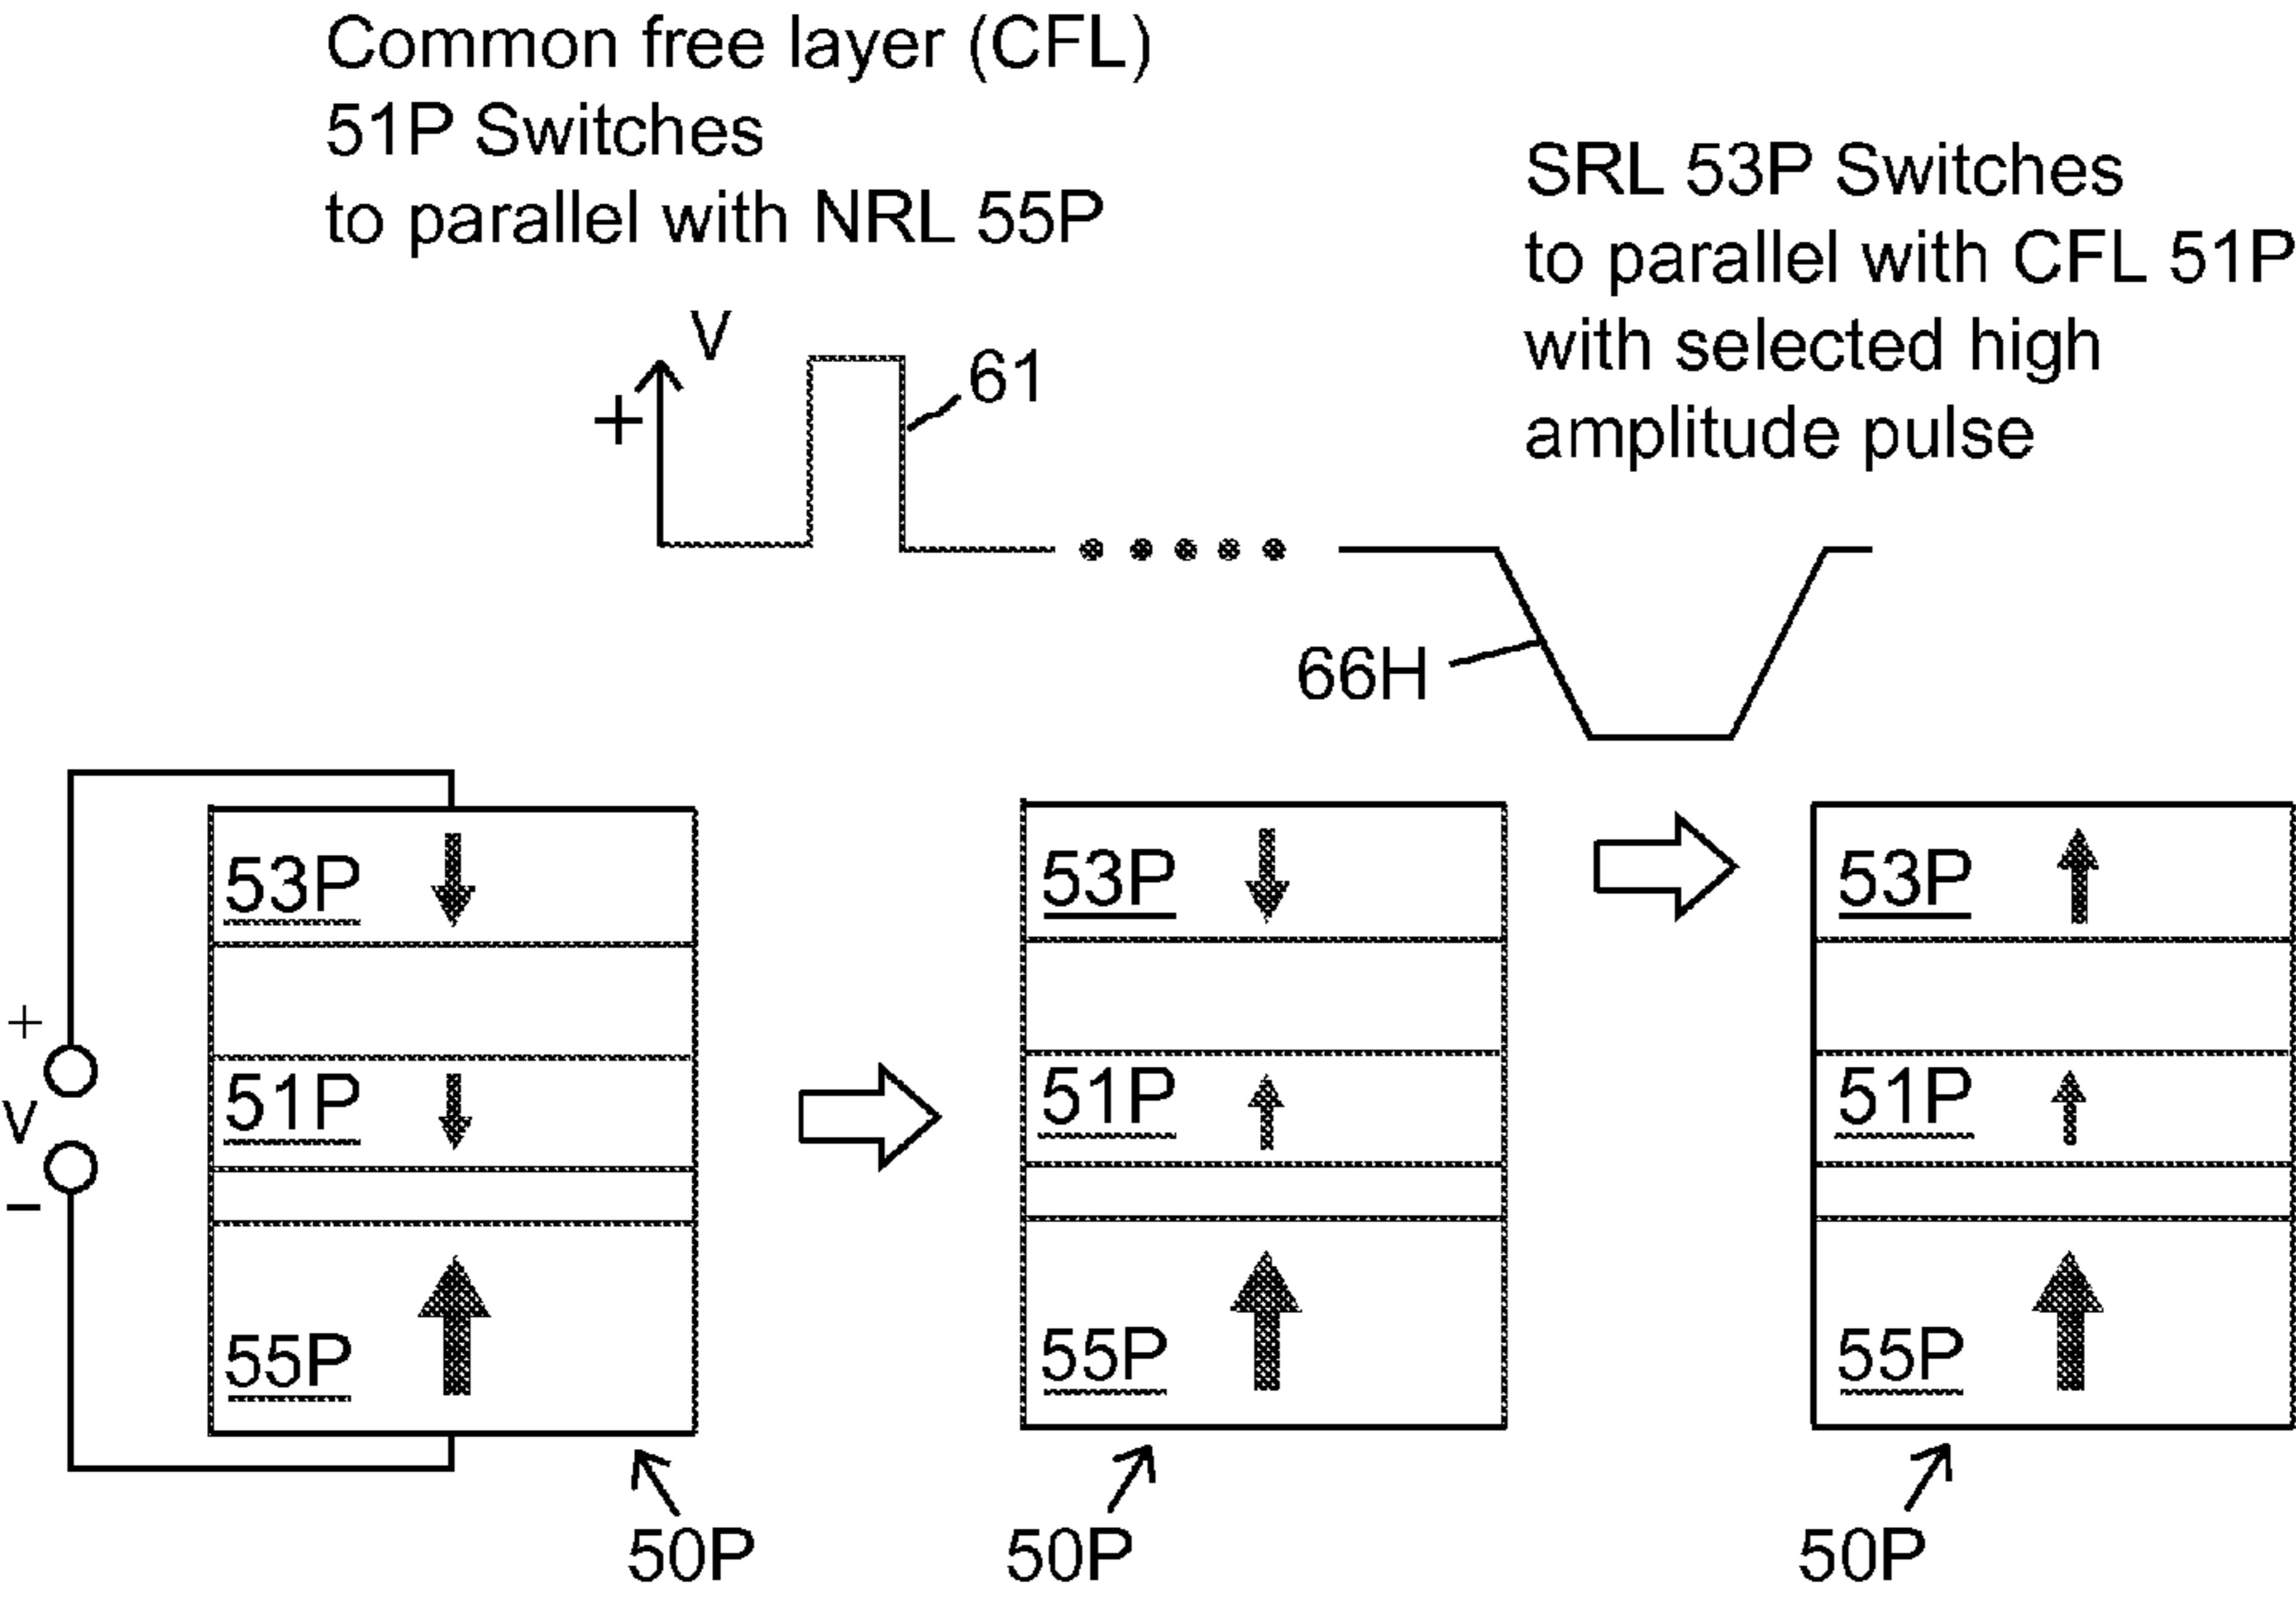 Common free layer (CFL)
51P Switches
to parallel with NRL 55P
SRL 53P Switches
to parallel with CFL 51P
with selected high
amplitude pulse
V
+
61
66H
53P
53P
53P
+
V
−
51P
51P
51P
55P
55P
55P
50P
50P
50P